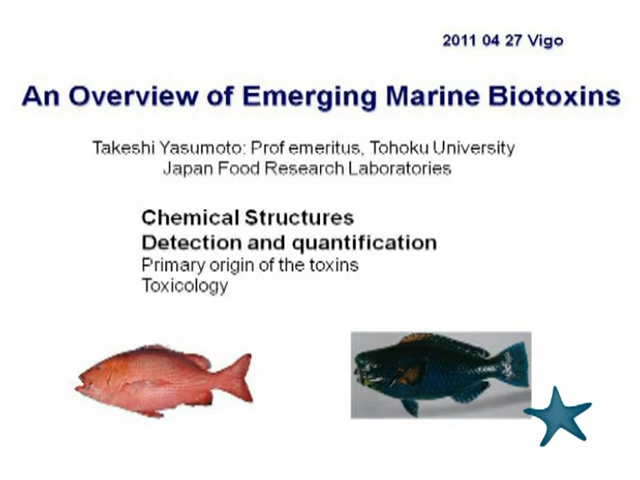 2011 04 27 Vigo
An Overview of Emerging Marine Biotoxins
Takeshi Yasumoto: Prof emeritus, Tohoku University
Japan Food Research Laboratories
Chemical Structures
Detection and quantification
Primary origin of the toxins
Toxicology